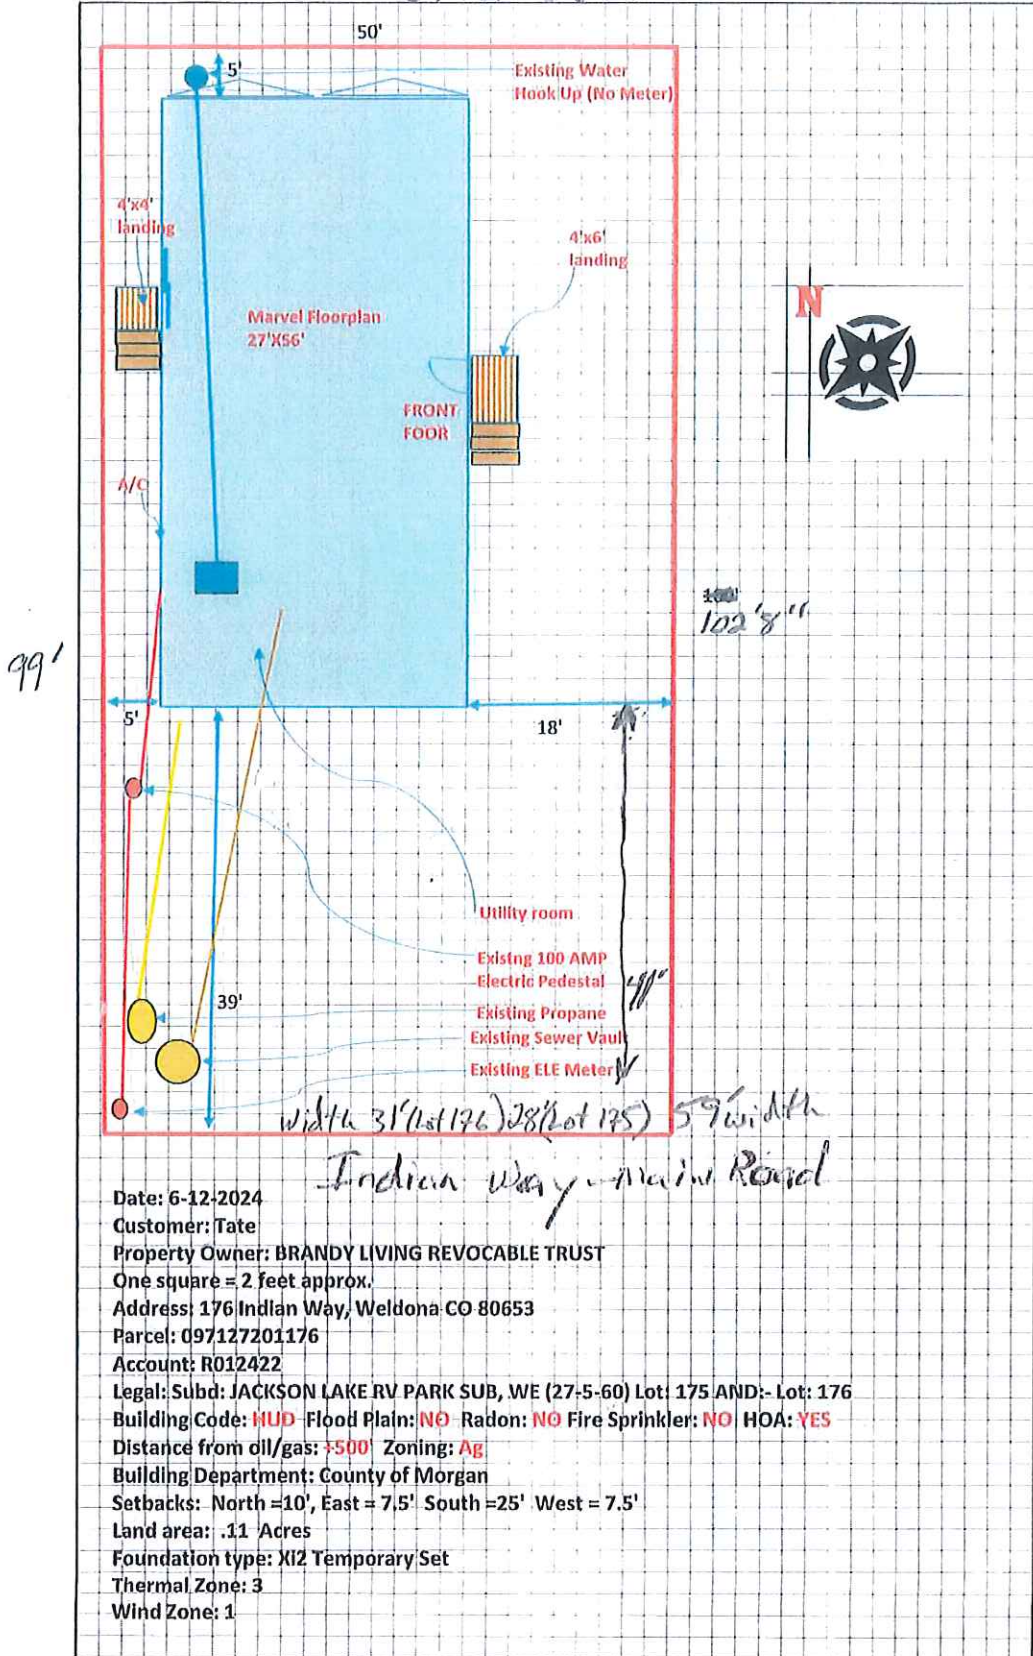 50'
5'
Existing Water
Hook Up (No Meter)
4'x4'
landing
4'x6'
landing
N
Marvel Floorplan
27'X56'
FRONT
FOOR
A/C
102'8"
99'
5'
18'
Utility room
Existng 100 AMP
Electric Pedestal
39'
Existing Propane
Existing Sewer Vault
Existing ELE Meter
width 31' (Lot 176) 28' (Lot 175) 59' width
Indian Way - Main Road
Date: 6-12-2024
Customer: Tate
Property Owner: BRANDY LIVING REVOCABLE TRUST
One square = 2 feet approx.
Address: 176 Indian Way, Weldona CO 80653
Parcel: 097127201176
Account: R012422
Legal: Subd: JACKSON LAKE RV PARK SUB, WE (27-5-60) Lot: 175 AND:- Lot: 176
Building Code: HUD Flood Plain: NO Radon: NO Fire Sprinkler: NO HOA: YES
Distance from oil/gas: +500' Zoning: Ag
Building Department: County of Morgan
Setbacks: North =10', East = 7.5' South =25' West = 7.5'
Land area: .11 Acres
Foundation type: XI2 Temporary Set
Thermal Zone: 3
Wind Zone: 1